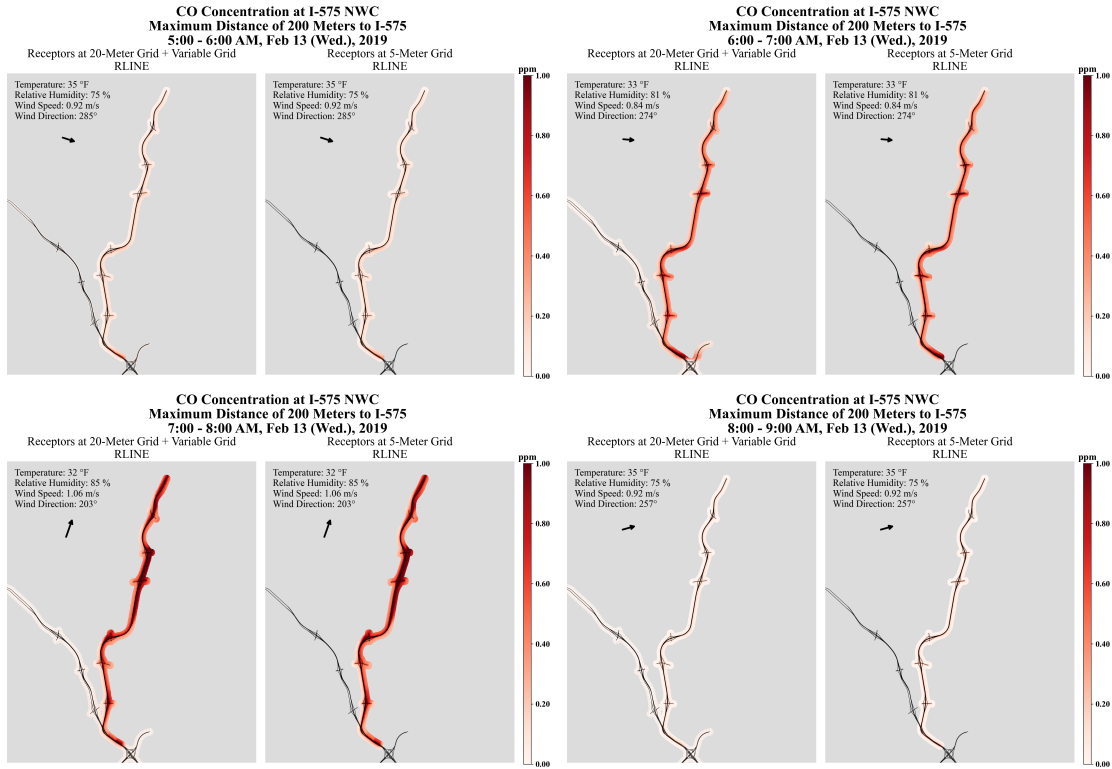 CO Concentration at I-575 NWC
Maximum Distance of 200 Meters to I-575
5:00 - 6:00 AM, Feb 13 (Wed.), 2019
Receptors at 20-Meter Grid + Variable Grid
RLINE
Temperature: 35 °F
Relative Humidity: 75 %
Wind Speed: 0.92 m/s
Wind Direction: 285°
Receptors at 5-Meter Grid
RLINE
Temperature: 35 °F
Relative Humidity: 75 %
Wind Speed: 0.92 m/s
Wind Direction: 285°
ppm
1.00
0.80
0.60
0.40
0.20
0.00
CO Concentration at I-575 NWC
Maximum Distance of 200 Meters to I-575
6:00 - 7:00 AM, Feb 13 (Wed.), 2019
Receptors at 20-Meter Grid + Variable Grid
RLINE
Temperature: 33 °F
Relative Humidity: 81 %
Wind Speed: 0.84 m/s
Wind Direction: 274°
Receptors at 5-Meter Grid
RLINE
Temperature: 33 °F
Relative Humidity: 81 %
Wind Speed: 0.84 m/s
Wind Direction: 274°
ppm
1.00
0.80
0.60
0.40
0.20
0.00
CO Concentration at I-575 NWC
Maximum Distance of 200 Meters to I-575
7:00 - 8:00 AM, Feb 13 (Wed.), 2019
Receptors at 20-Meter Grid + Variable Grid
RLINE
Temperature: 32 °F
Relative Humidity: 85 %
Wind Speed: 1.06 m/s
Wind Direction: 203°
Receptors at 5-Meter Grid
RLINE
Temperature: 32 °F
Relative Humidity: 85 %
Wind Speed: 1.06 m/s
Wind Direction: 203°
ppm
1.00
0.80
0.60
0.40
0.20
0.00
CO Concentration at I-575 NWC
Maximum Distance of 200 Meters to I-575
8:00 - 9:00 AM, Feb 13 (Wed.), 2019
Receptors at 20-Meter Grid + Variable Grid
RLINE
Temperature: 35 °F
Relative Humidity: 75 %
Wind Speed: 0.92 m/s
Wind Direction: 257°
Receptors at 5-Meter Grid
RLINE
Temperature: 35 °F
Relative Humidity: 75 %
Wind Speed: 0.92 m/s
Wind Direction: 257°
ppm
1.00
0.80
0.60
0.40
0.20
0.00